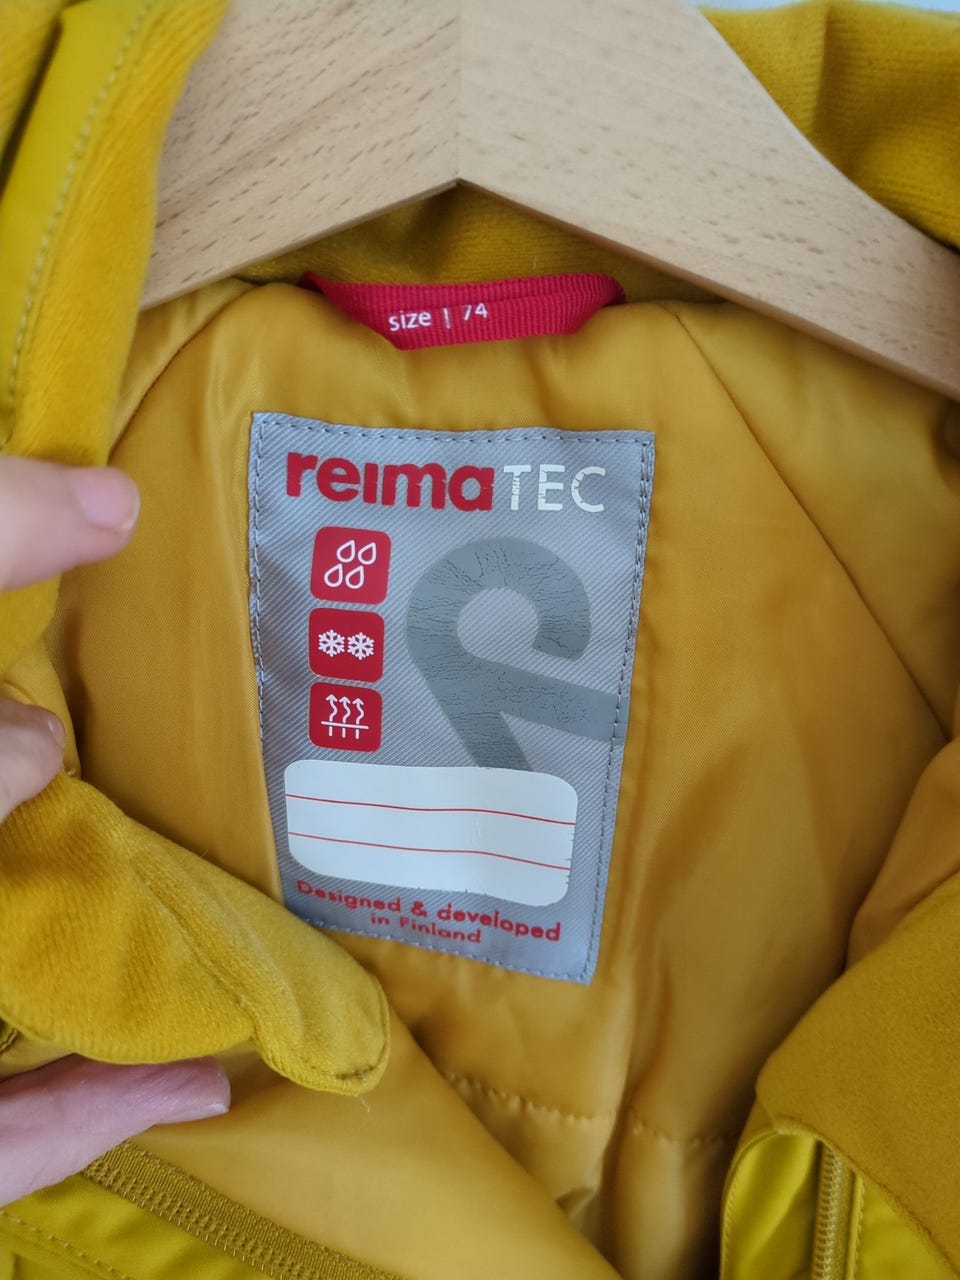 size | 74
reimaTEC
Designed & developed
in Finland